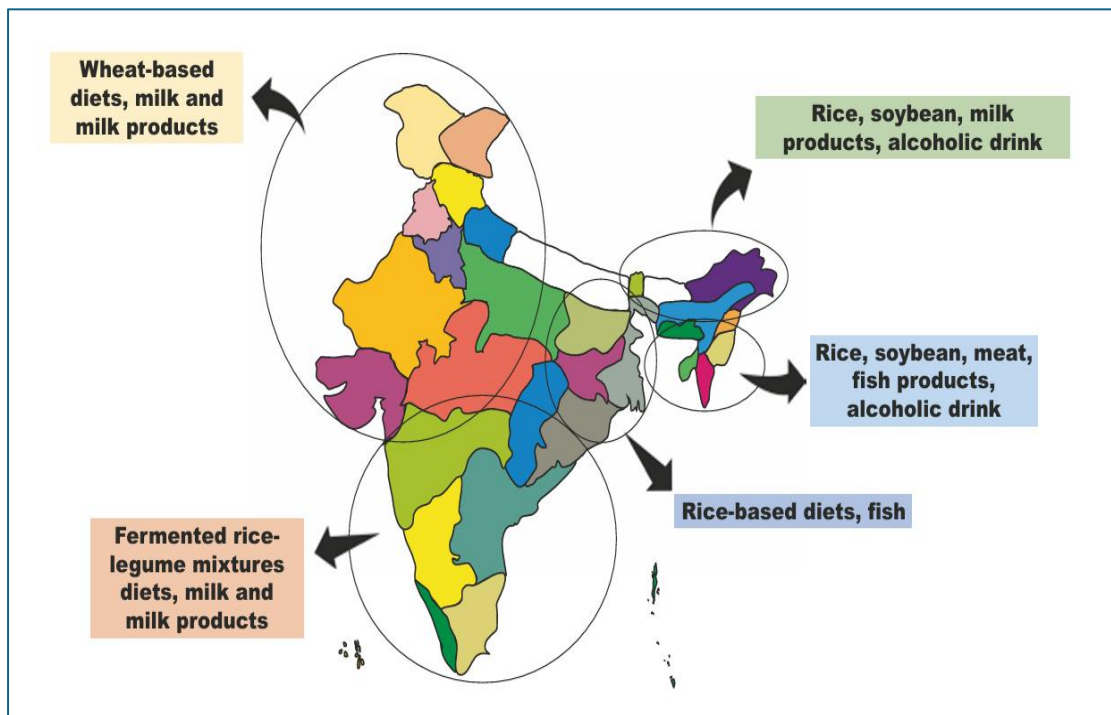 Wheat-based
diets, milk and
milk products
Rice, soybean, milk
products, alcoholic drink
Rice, soybean, meat,
fish products,
alcoholic drink
Rice-based diets, fish
Fermented rice-
legume mixtures
diets, milk and
milk products